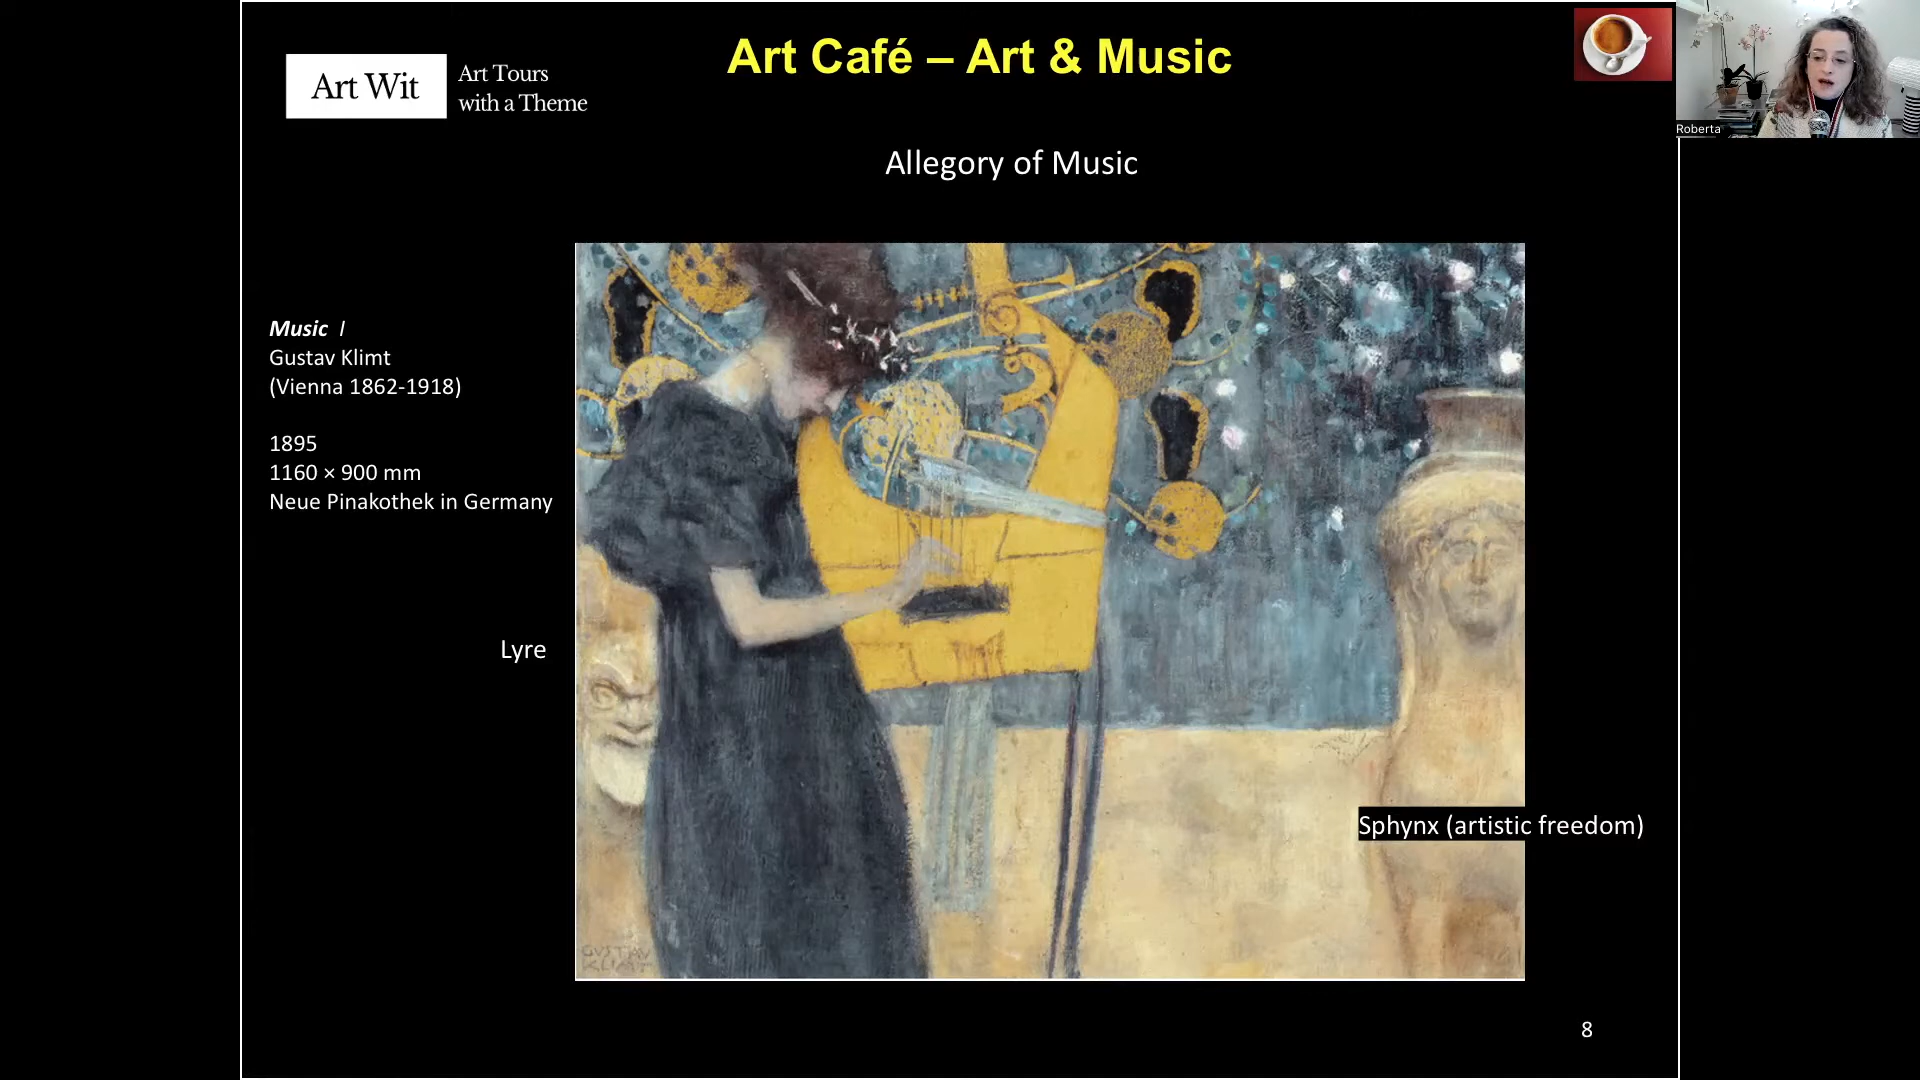 Art Café – Art & Music
Art Wit
Art Tours
with a Theme
Roberta
Allegory of Music
Music I
Gustav Klimt
(Vienna 1862-1918)
1895
1160 × 900 mm
Neue Pinakothek in Germany
Lyre
Sphynx (artistic freedom)
GUSTAV
KLIMT
8